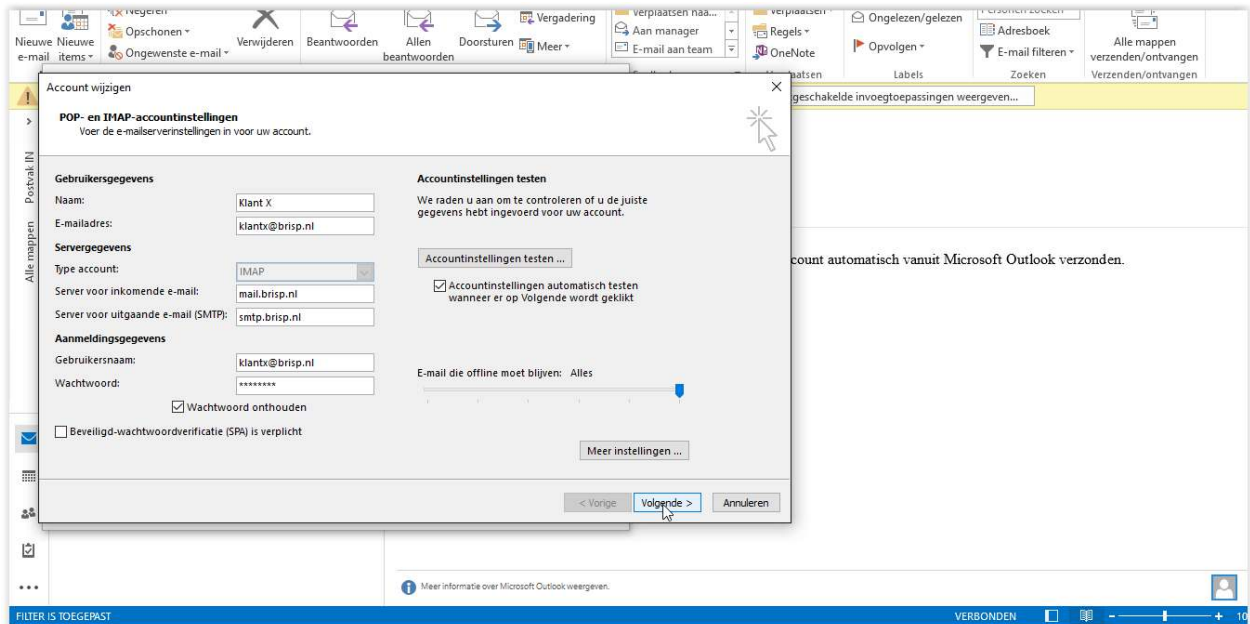 Negeren
Opschonen
Ongewenste e-mail
Nieuwe Nieuwe
e-mail items
Verwijderen
Beantwoorden
Allen
beantwoorden
Doorsturen
Vergadering
Meer
Verplaatsen naa...
Aan manager
E-mail aan team
Verplaatsen
Regels
OneNote
Ongelezen/gelezen
Opvolgen
Labels
Personen zoeken
Adresboek
E-mail filteren
Zoeken
Alle mappen
verzenden/ontvangen
Verzenden/ontvangen
geschakelde invoegtoepassingen weergeven...
Postvak IN
Alle mappen
Account wijzigen
POP- en IMAP-accountinstellingen
Voer de e-mailserverinstellingen in voor uw account.
Gebruikersgegevens
Naam: Klant X
E-mailadres: klantx@brisp.nl
Servergegevens
Type account: IMAP
Server voor inkomende e-mail: mail.brisp.nl
Server voor uitgaande e-mail (SMTP): smtp.brisp.nl
Aanmeldingsgegevens
Gebruikersnaam: klantx@brisp.nl
Wachtwoord: ********
Wachtwoord onthouden
Beveiligd-wachtwoordverificatie (SPA) is verplicht
Accountinstellingen testen
We raden u aan om te controleren of u de juiste
gegevens hebt ingevoerd voor uw account.
Accountinstellingen testen ...
Accountinstellingen automatisch testen
wanneer er op Volgende wordt geklikt
E-mail die offline moet blijven: Alles
Meer instellingen ...
< Vorige
Volgende >
Annuleren
count automatisch vanuit Microsoft Outlook verzonden.
Meer informatie over Microsoft Outlook weergeven.
FILTER IS TOEGEPAST
VERBONDEN
10